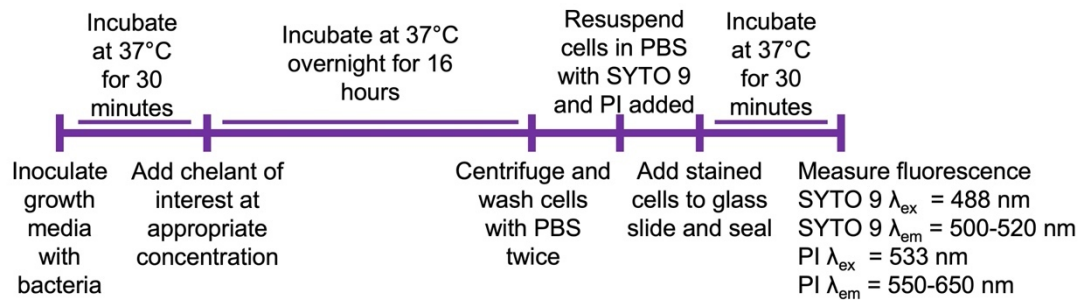 Incubate
at 37°C
for 30
minutes
Incubate at 37°C
overnight for 16
hours
Resuspend
cells in PBS
with SYTO 9
and PI added
Incubate
at 37°C
for 30
minutes
Inoculate
growth
media
with
bacteria
Add chelant of
interest at
appropriate
concentration
Centrifuge and
wash cells
with PBS
twice
Add stained
cells to glass
slide and seal
Measure fluorescence
SYTO 9 λex = 488 nm
SYTO 9 λem = 500-520 nm
PI λex = 533 nm
PI λem = 550-650 nm